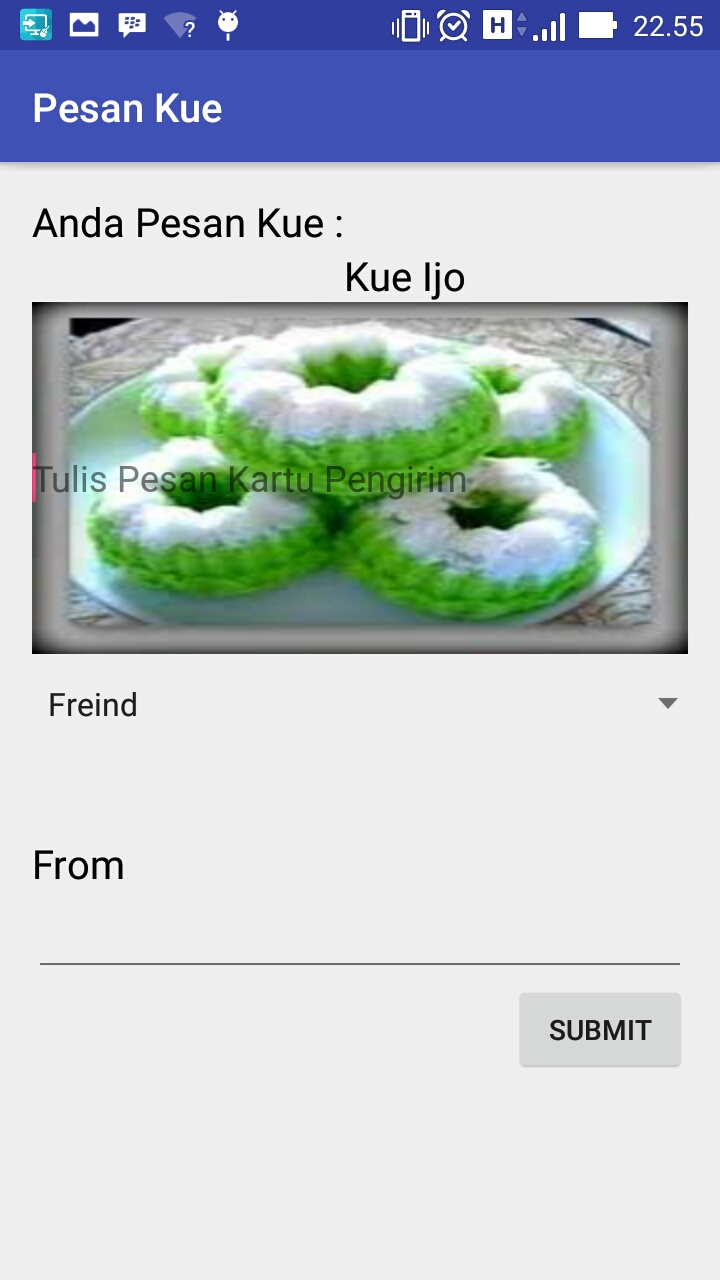 H 22.55
Pesan Kue
Anda Pesan Kue :
Kue Ijo
Tulis Pesan Kartu Pengirim
Freind
From
SUBMIT